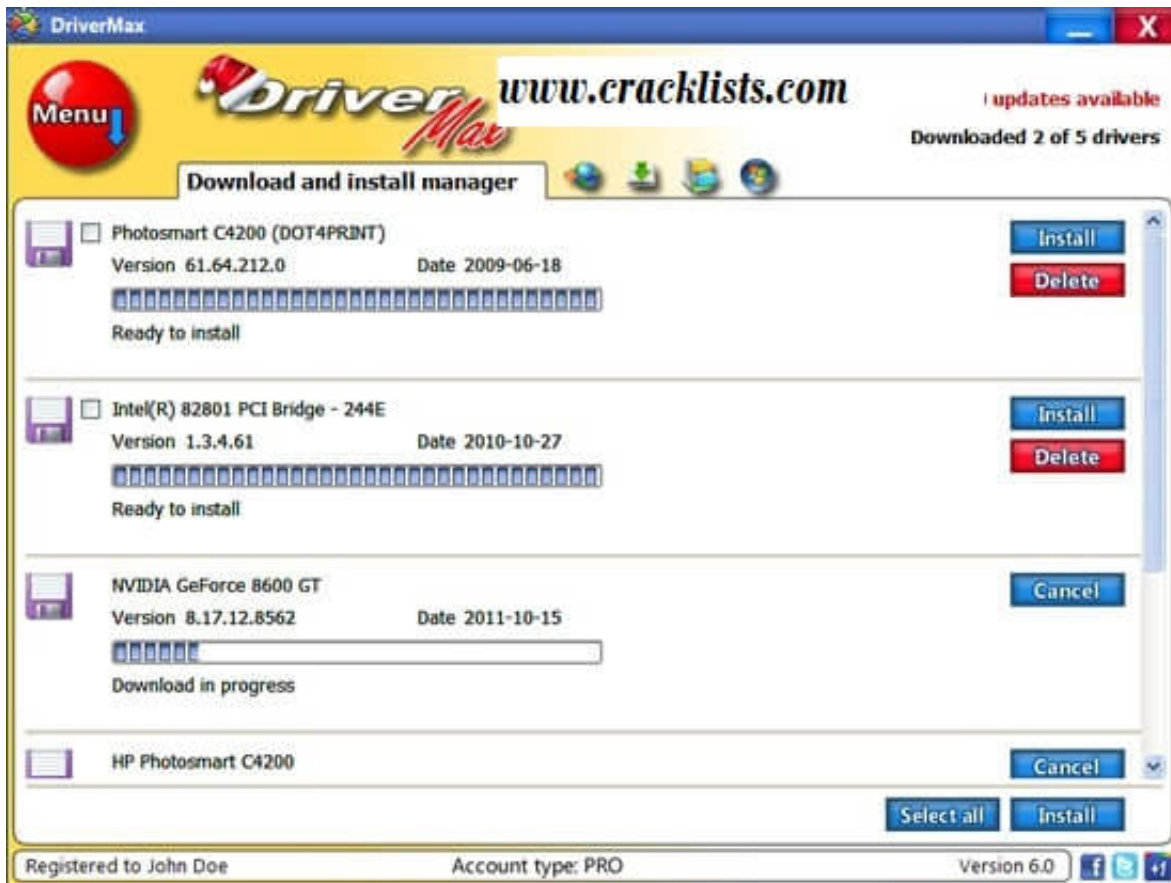 DriverMax
Menu
Driver
Max
www.cracklists.com
updates available
Downloaded 2 of 5 drivers
Download and install manager
Photosmart C4200 (DOT4PRINT)
Version 61.64.212.0 Date 2009-06-18
Ready to install
Install
Delete
Intel(R) 82801 PCI Bridge - 244E
Version 1.3.4.61 Date 2010-10-27
Ready to install
Install
Delete
NVIDIA GeForce 8600 GT
Version 8.17.12.8562 Date 2011-10-15
Download in progress
Cancel
HP Photosmart C4200
Cancel
Select all Install
Registered to John Doe Account type: PRO Version 6.0